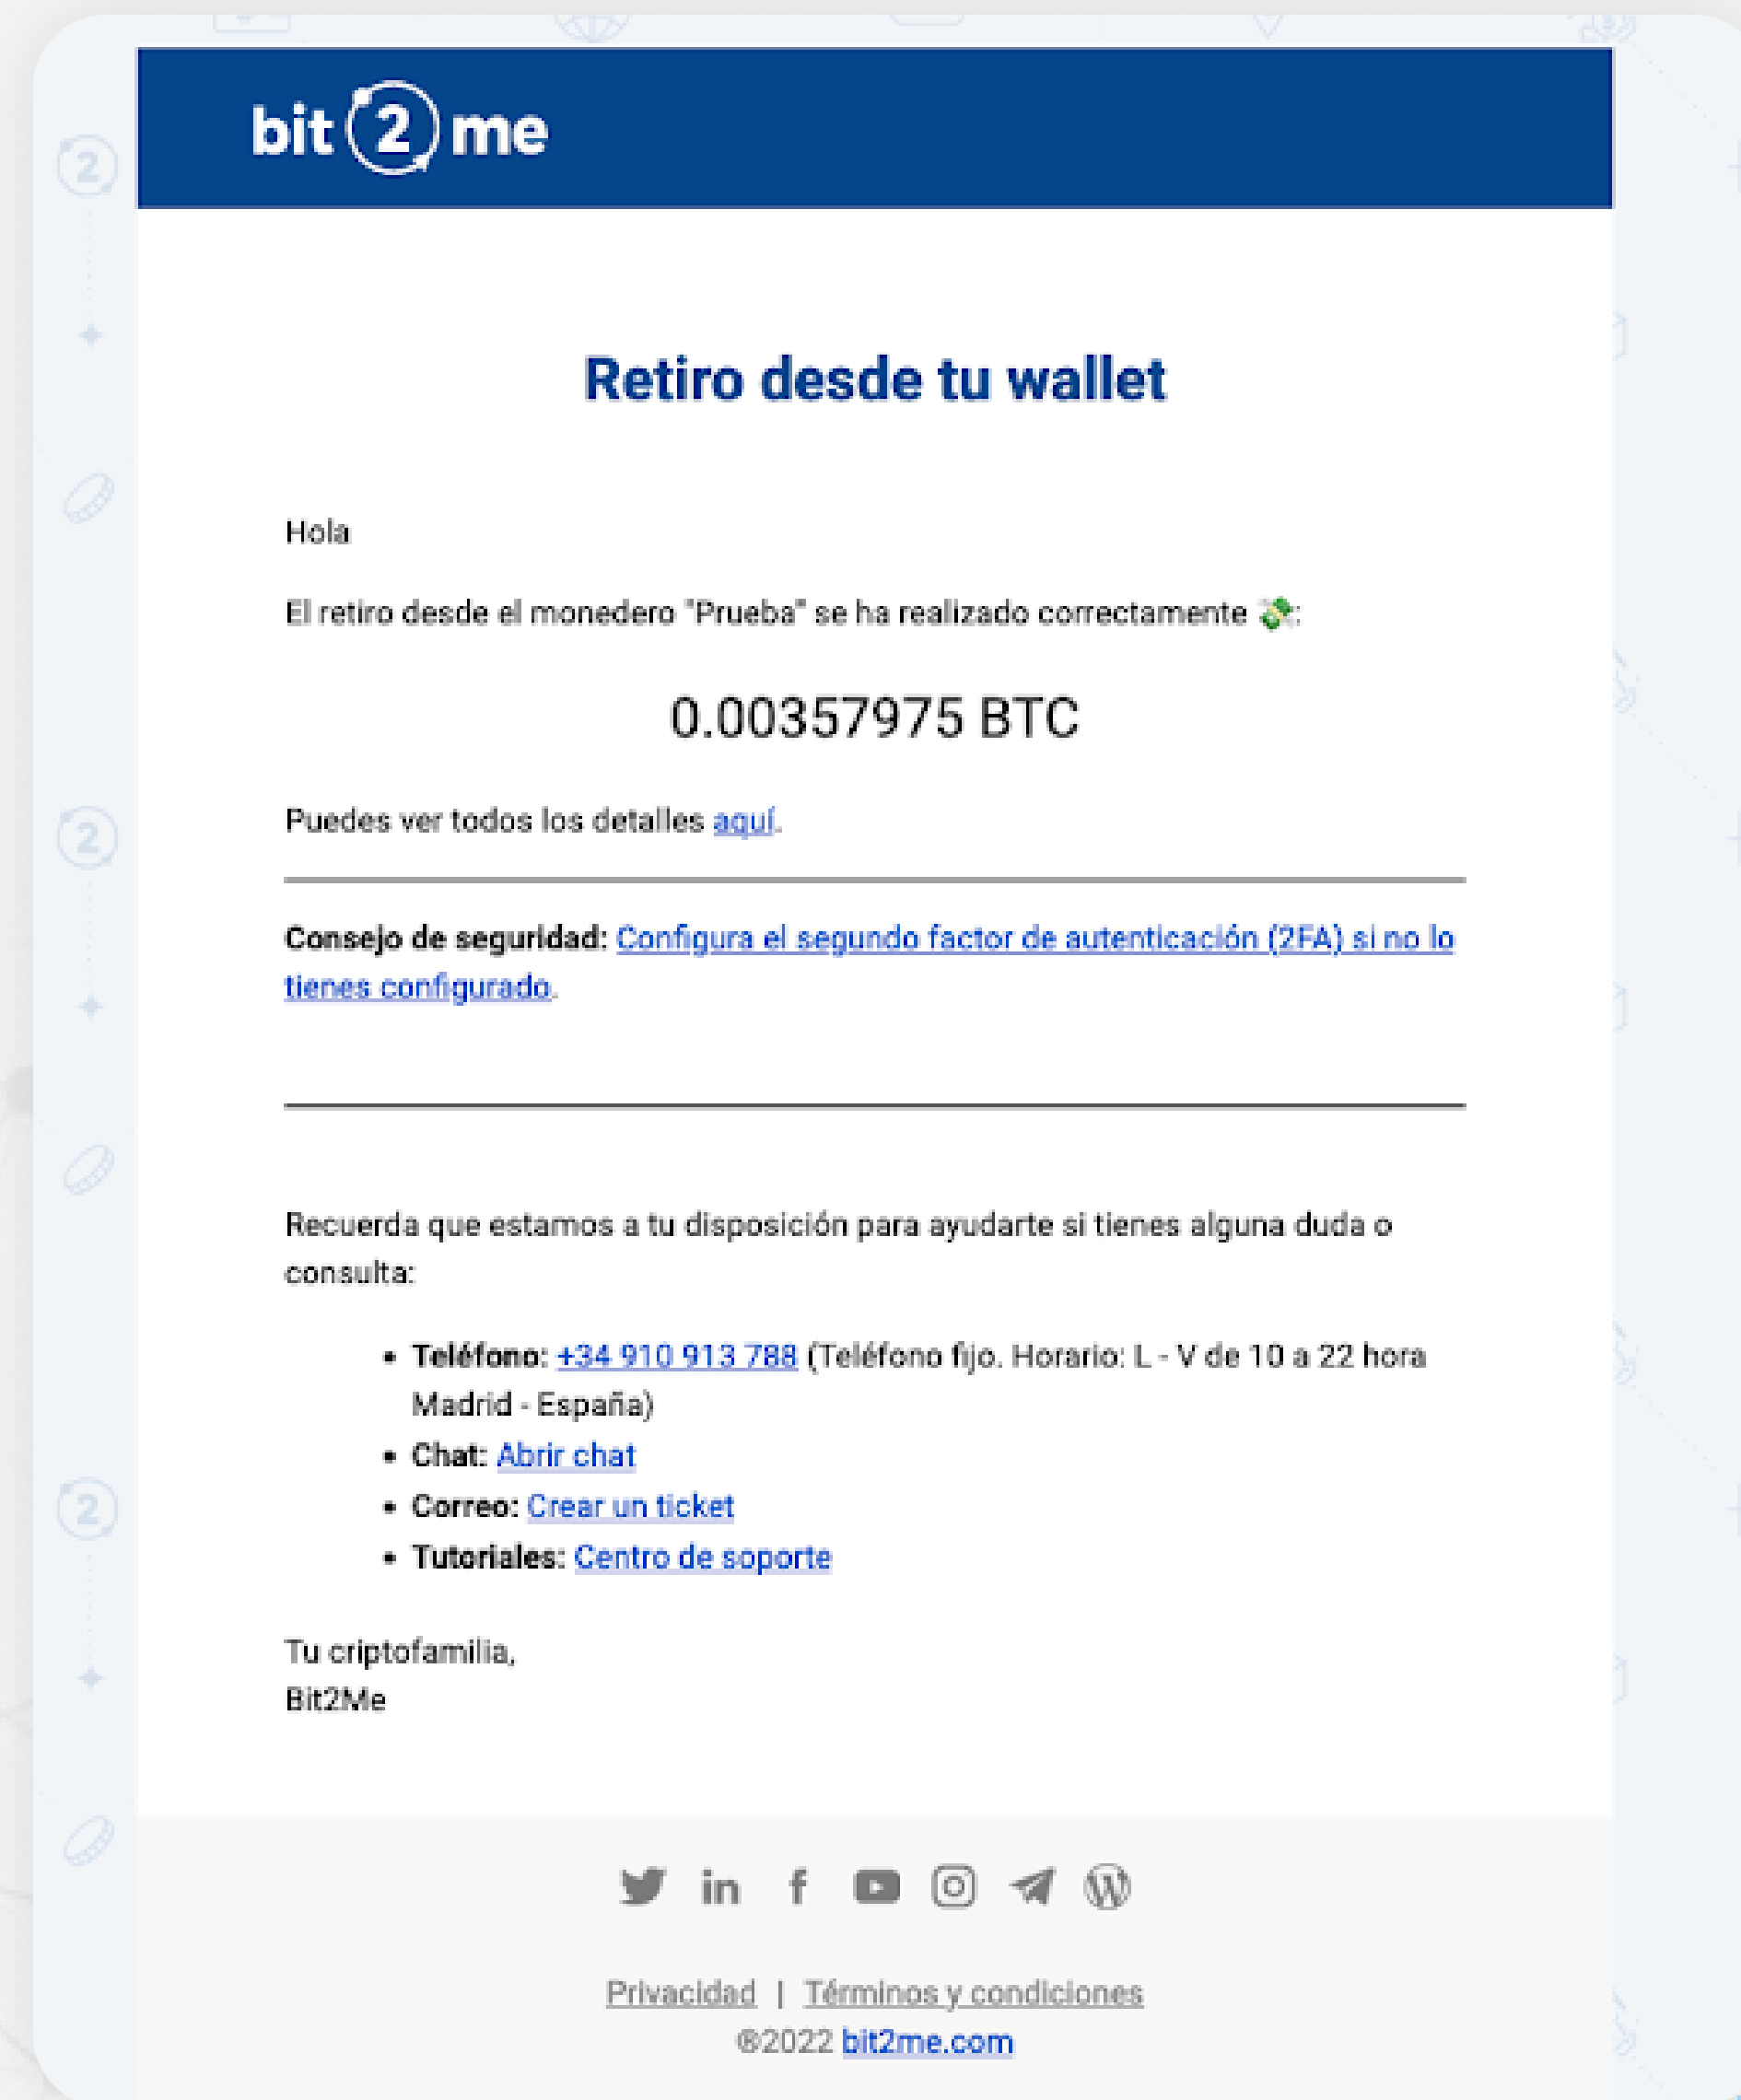 bit 2 me
Retiro desde tu wallet
Hola
El retiro desde el monedero "Prueba" se ha realizado correctamente 💸:
0.00357975 BTC
Puedes ver todos los detalles aquí.
Consejo de seguridad: Configura el segundo factor de autenticación (2FA) si no lo
tienes configurado.
Recuerda que estamos a tu disposición para ayudarte si tienes alguna duda o
consulta:
• Teléfono: +34 910 913 788 (Teléfono fijo. Horario: L - V de 10 a 22 hora
Madrid - España)
• Chat: Abrir chat
• Correo: Crear un ticket
• Tutoriales: Centro de soporte
Tu criptofamilia,
Bit2Me
Privacidad | Términos y condiciones
®2022 bit2me.com